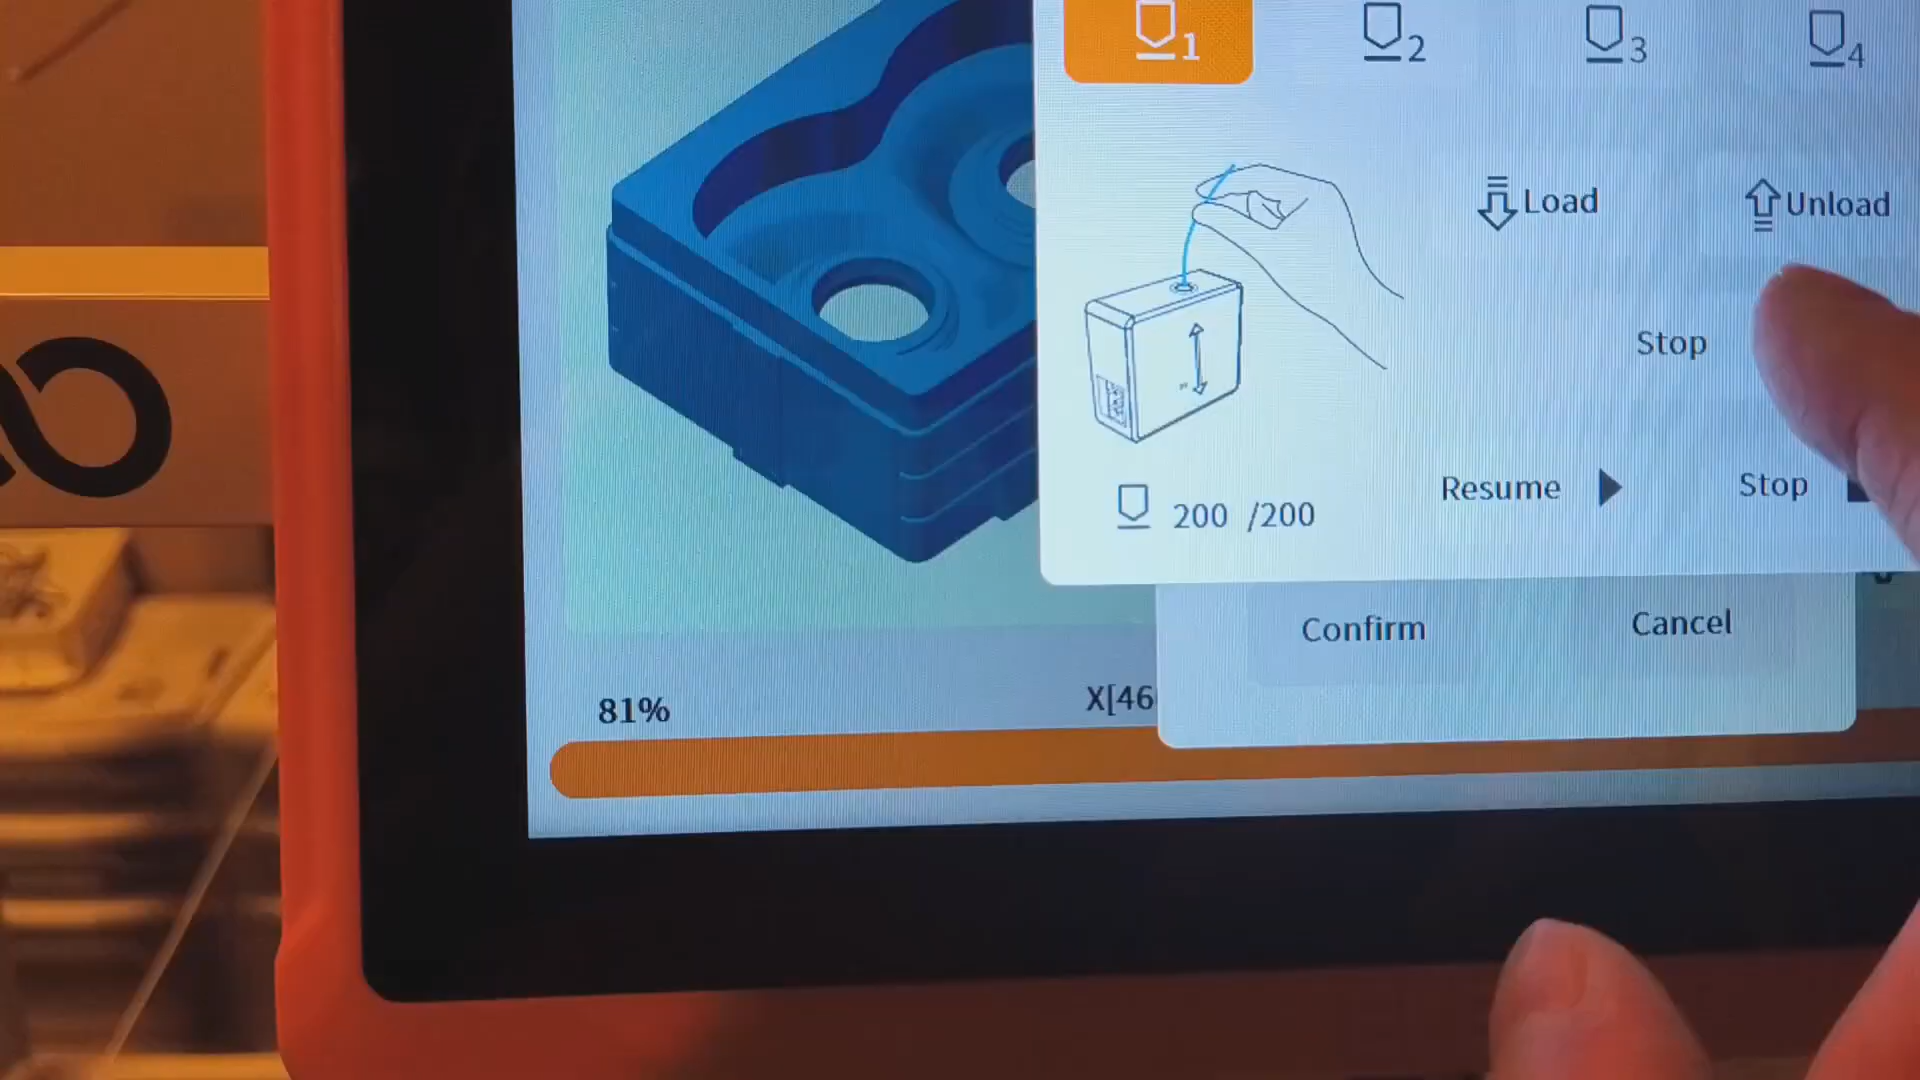 1 2 3 4
Load Unload
Stop
Resume Stop
200 /200
Confirm Cancel
81% X[46